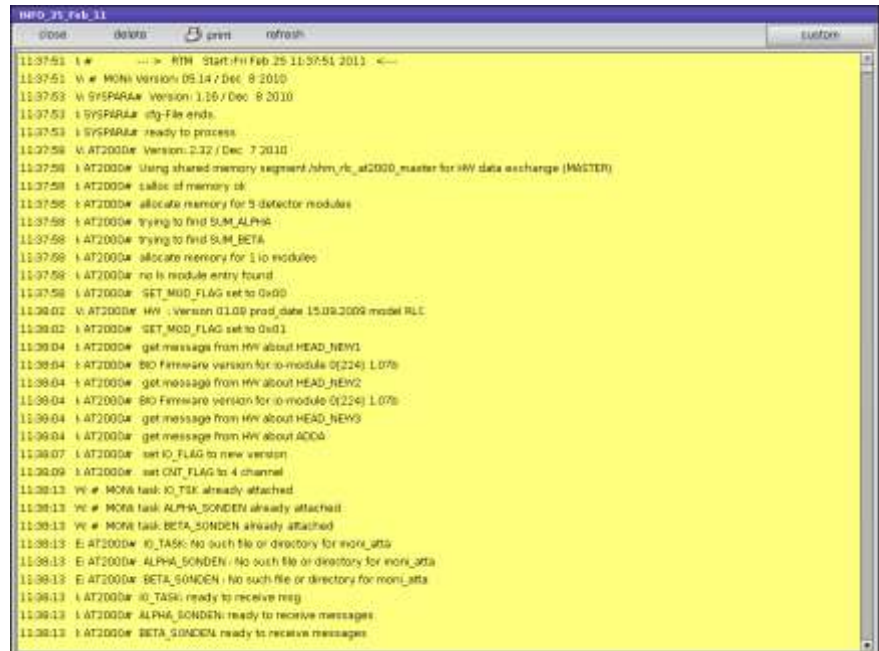 INFO_25_Feb_11
close delete print refresh custom
11:37:51 I: # ---> RTM Start:Fri Feb 25 11:37:51 2011 <---
11:37:51 V: # MONI: Version: 05.14 / Dec 8 2010
11:37:53 V: SYSPARA# Version: 1.16 / Dec 8 2010
11:37:53 I: SYSPARA# cfg-File ends.
11:37:53 I: SYSPARA# ready to process
11:37:58 V: AT2000# Version: 2.32 / Dec 7 2010
11:37:58 I: AT2000# Using shared memory segment /shm_rlc_at2000_master for HW data exchange (MASTER)
11:37:58 I: AT2000# calloc of memory ok
11:37:58 I: AT2000# allocate memory for 5 detector modules
11:37:58 I: AT2000# trying to find SUM_ALPHA
11:37:58 I: AT2000# trying to find SUM_BETA
11:37:58 I: AT2000# allocate memory for 1 io modules
11:37:58 I: AT2000# no ls module entry found
11:37:58 I: AT2000# SET_MOD_FLAG set to 0x00
11:38:02 V: AT2000# HW : Version 01.09 prod_date 15.09.2009 model RLC
11:38:02 I: AT2000# SET_MOD_FLAG set to 0x01
11:38:04 I: AT2000# get message from HW about HEAD_NEW1
11:38:04 I: AT2000# BIO Firmware version for io-module 0(224) 1.07b
11:38:04 I: AT2000# get message from HW about HEAD_NEW2
11:38:04 I: AT2000# BIO Firmware version for io-module 0(224) 1.07b
11:38:04 I: AT2000# get message from HW about HEAD_NEW3
11:38:04 I: AT2000# get message from HW about ADDA
11:38:07 I: AT2000# set IO_FLAG to new version
11:38:09 I: AT2000# set CNT_FLAG to 4 channel
11:38:13 W: # MONI: task IO_TSK already attached
11:38:13 W: # MONI: task ALPHA_SONDEN already attached
11:38:13 W: # MONI: task BETA_SONDEN already attached
11:38:13 E: AT2000# IO_TASK: No such file or directory for moni_atta
11:38:13 E: AT2000# ALPHA_SONDEN : No such file or directory for moni_atta
11:38:13 E: AT2000# BETA_SONDEN : No such file or directory for moni_atta
11:38:13 I: AT2000# IO_TASK: ready to receive msg
11:38:13 I: AT2000# ALPHA_SONDEN: ready to receive messages
11:38:13 I: AT2000# BETA_SONDEN: ready to receive messages